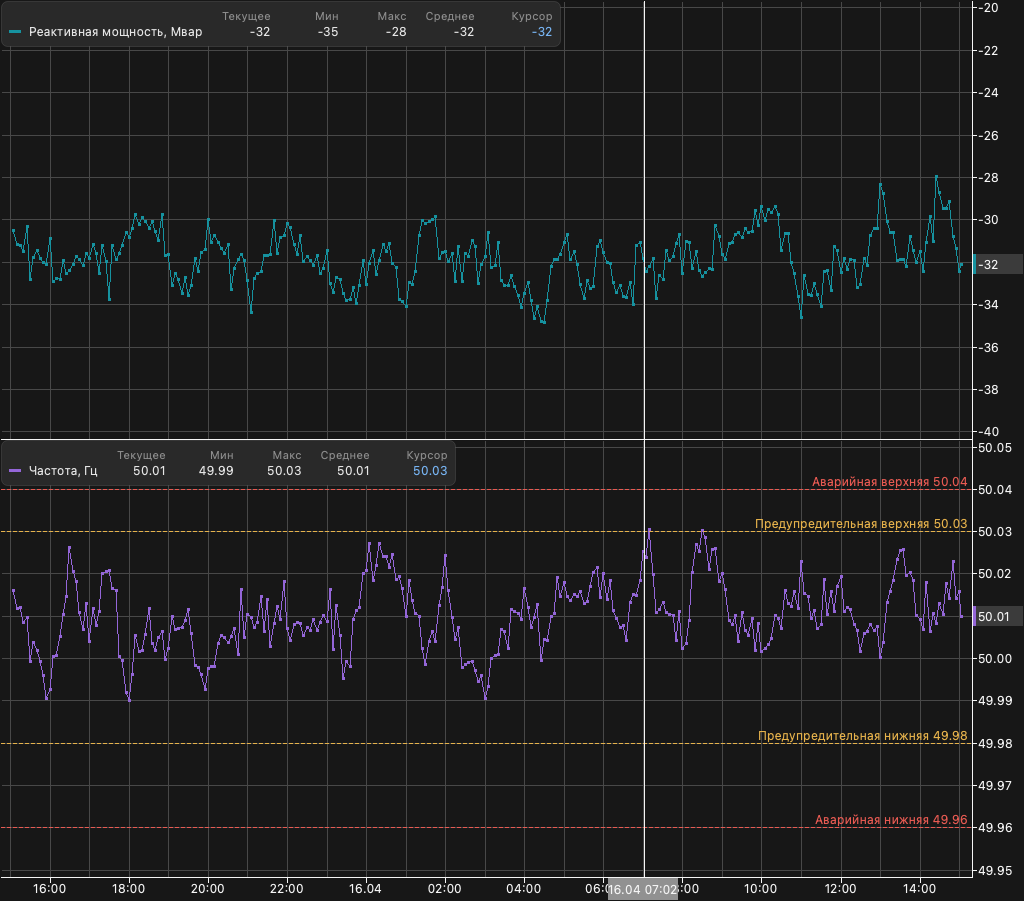 Текущее Мин Макс Среднее Курсор
Реактивная мощность, Мвар -32 -35 -28 -32 -32
-20
-22
-24
-26
-28
-30
-32
-34
-36
-38
-40
Текущее Мин Макс Среднее Курсор
Частота, Гц 50.01 49.99 50.03 50.01 50.03
50.05
Аварийная верхняя 50.04
50.04
Предупредительная верхняя 50.03
50.03
50.02
50.01
50.00
49.99
Предупредительная нижняя 49.98
49.98
49.97
Аварийная нижняя 49.96
49.96
49.95
16:00 18:00 20:00 22:00 16.04 02:00 04:00 06:0 16.04 07:02 :00 10:00 12:00 14:00